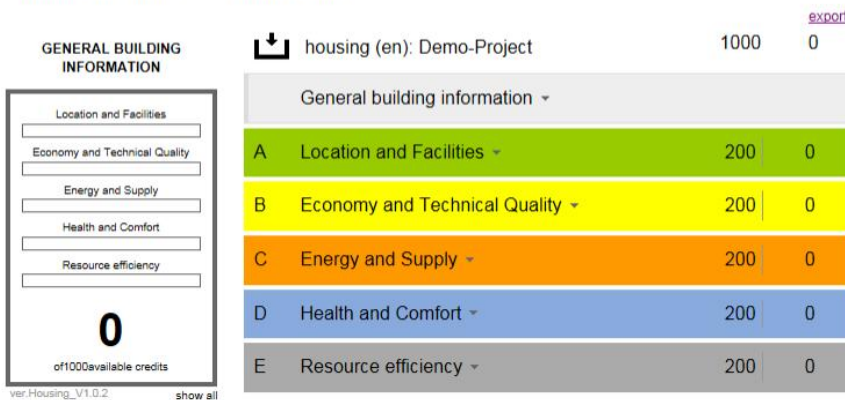 GENERAL BUILDING
INFORMATION
Location and Facilities
Economy and Technical Quality
Energy and Supply
Health and Comfort
Resource efficiency
0
of1000available credits
ver.Housing_V1.0.2 show all
export
housing (en): Demo-Project 1000 0
General building information
A Location and Facilities 200 0
B Economy and Technical Quality 200 0
C Energy and Supply 200 0
D Health and Comfort 200 0
E Resource efficiency 200 0